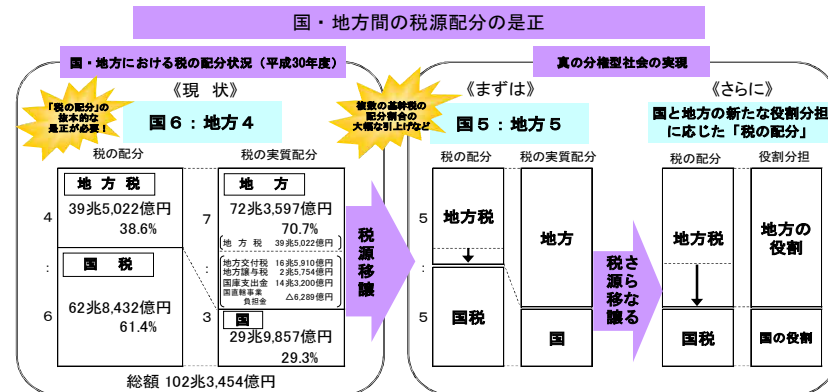 国・地方間の税源配分の是正
国・地方における税の配分状況（平成30年度）
《現　状》
「税の配分」の
抜本的な
是正が必要！
国６：地方４
税の配分
税の実質配分
4
：
6
地方税
39兆5,022億円
38.6%
国税
62兆8,432億円
61.4%
7
：
3
地　方
72兆3,597億円
70.7%
地 方 税　39兆5,022億円
地方交付税　16兆5,910億円
地方譲与税　2兆5,754億円
国庫支出金　14兆3,200億円
国直轄事業
負担金　△6,289億円
国
29兆9,857億円
29.3%
総額 102兆3,454億円
税源移譲
真の分権型社会の実現
複数の基幹税の
配分割合の
大幅な引上げなど
《まずは》
国５：地方５
税の配分
税の実質配分
5
：
5
地方税
国税
地方
国
さらなる
税源移譲
《さらに》
国と地方の新たな役割分担
に応じた「税の配分」
税の配分
役割分担
地方税
国税
地方の
役割
国の役割